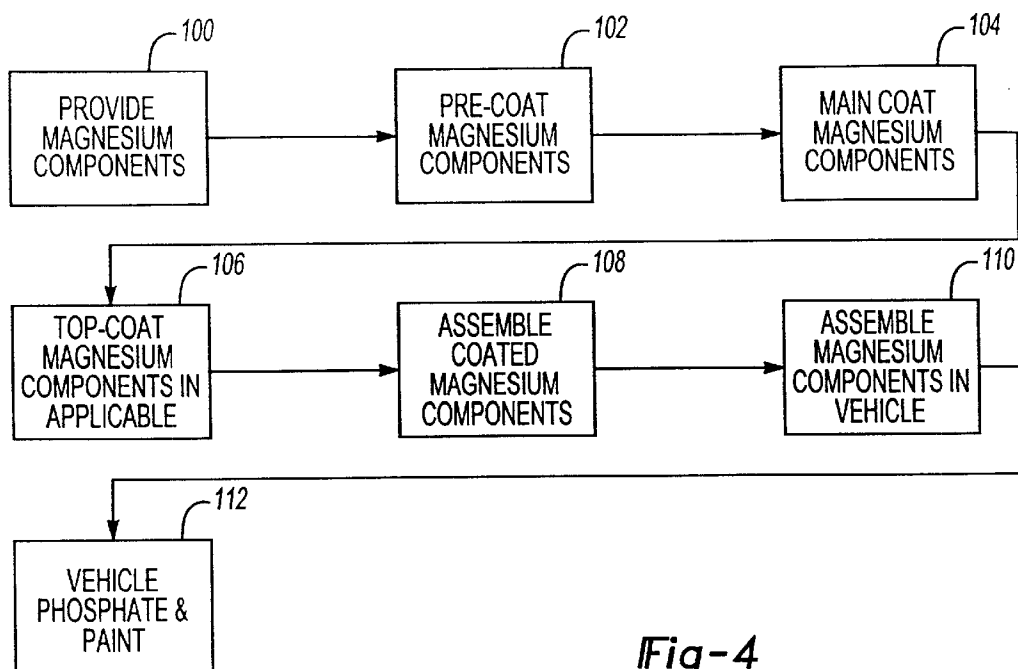 100
PROVIDE
MAGNESIUM
COMPONENTS
102
PRE-COAT
MAGNESIUM
COMPONENTS
104
MAIN COAT
MAGNESIUM
COMPONENTS
106
TOP-COAT
MAGNESIUM
COMPONENTS IN
APPLICABLE
108
ASSEMBLE
COATED
MAGNESIUM
COMPONENTS
110
ASSEMBLE
MAGNESIUM
COMPONENTS IN
VEHICLE
112
VEHICLE
PHOSPHATE &
PAINT
Fig-4